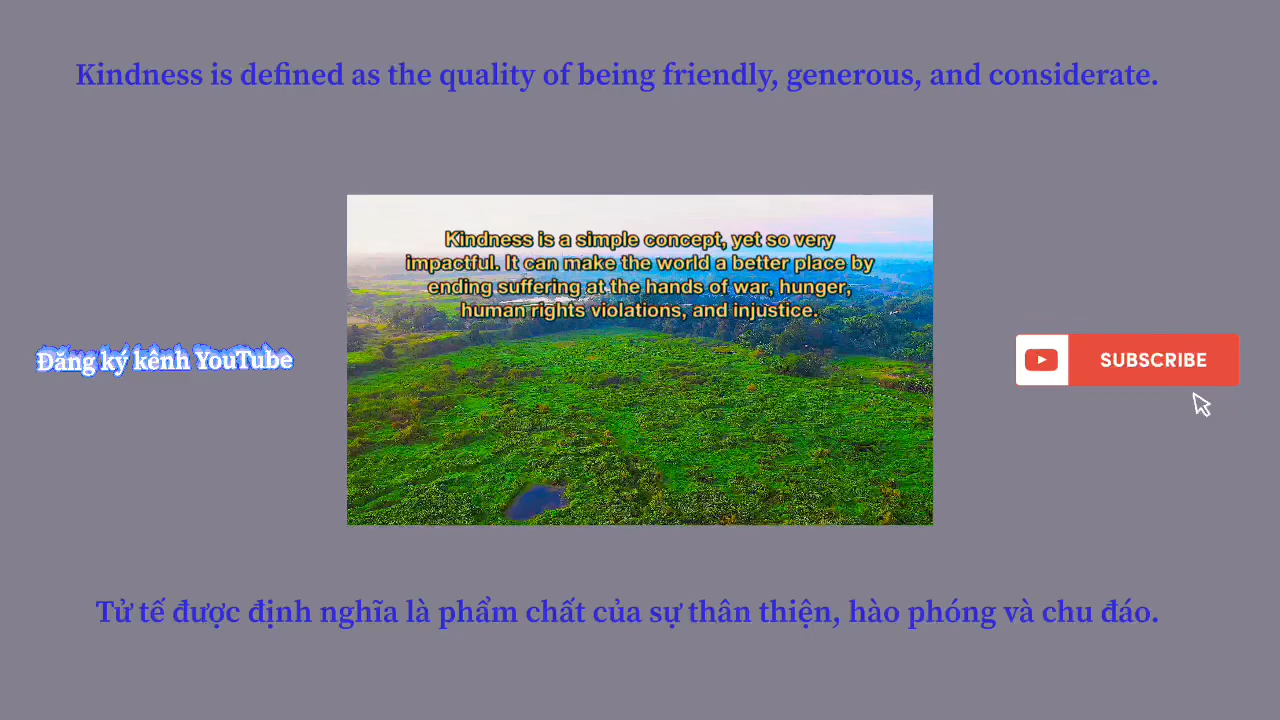 Kindness is defined as the quality of being friendly, generous, and considerate.
Kindness is a simple concept, yet so very
impactful. It can make the world a better place by
ending suffering at the hands of war, hunger,
human rights violations, and injustice.
Đăng ký kênh YouTube
SUBSCRIBE
Tử tế được định nghĩa là phẩm chất của sự thân thiện, hào phóng và chu đáo.